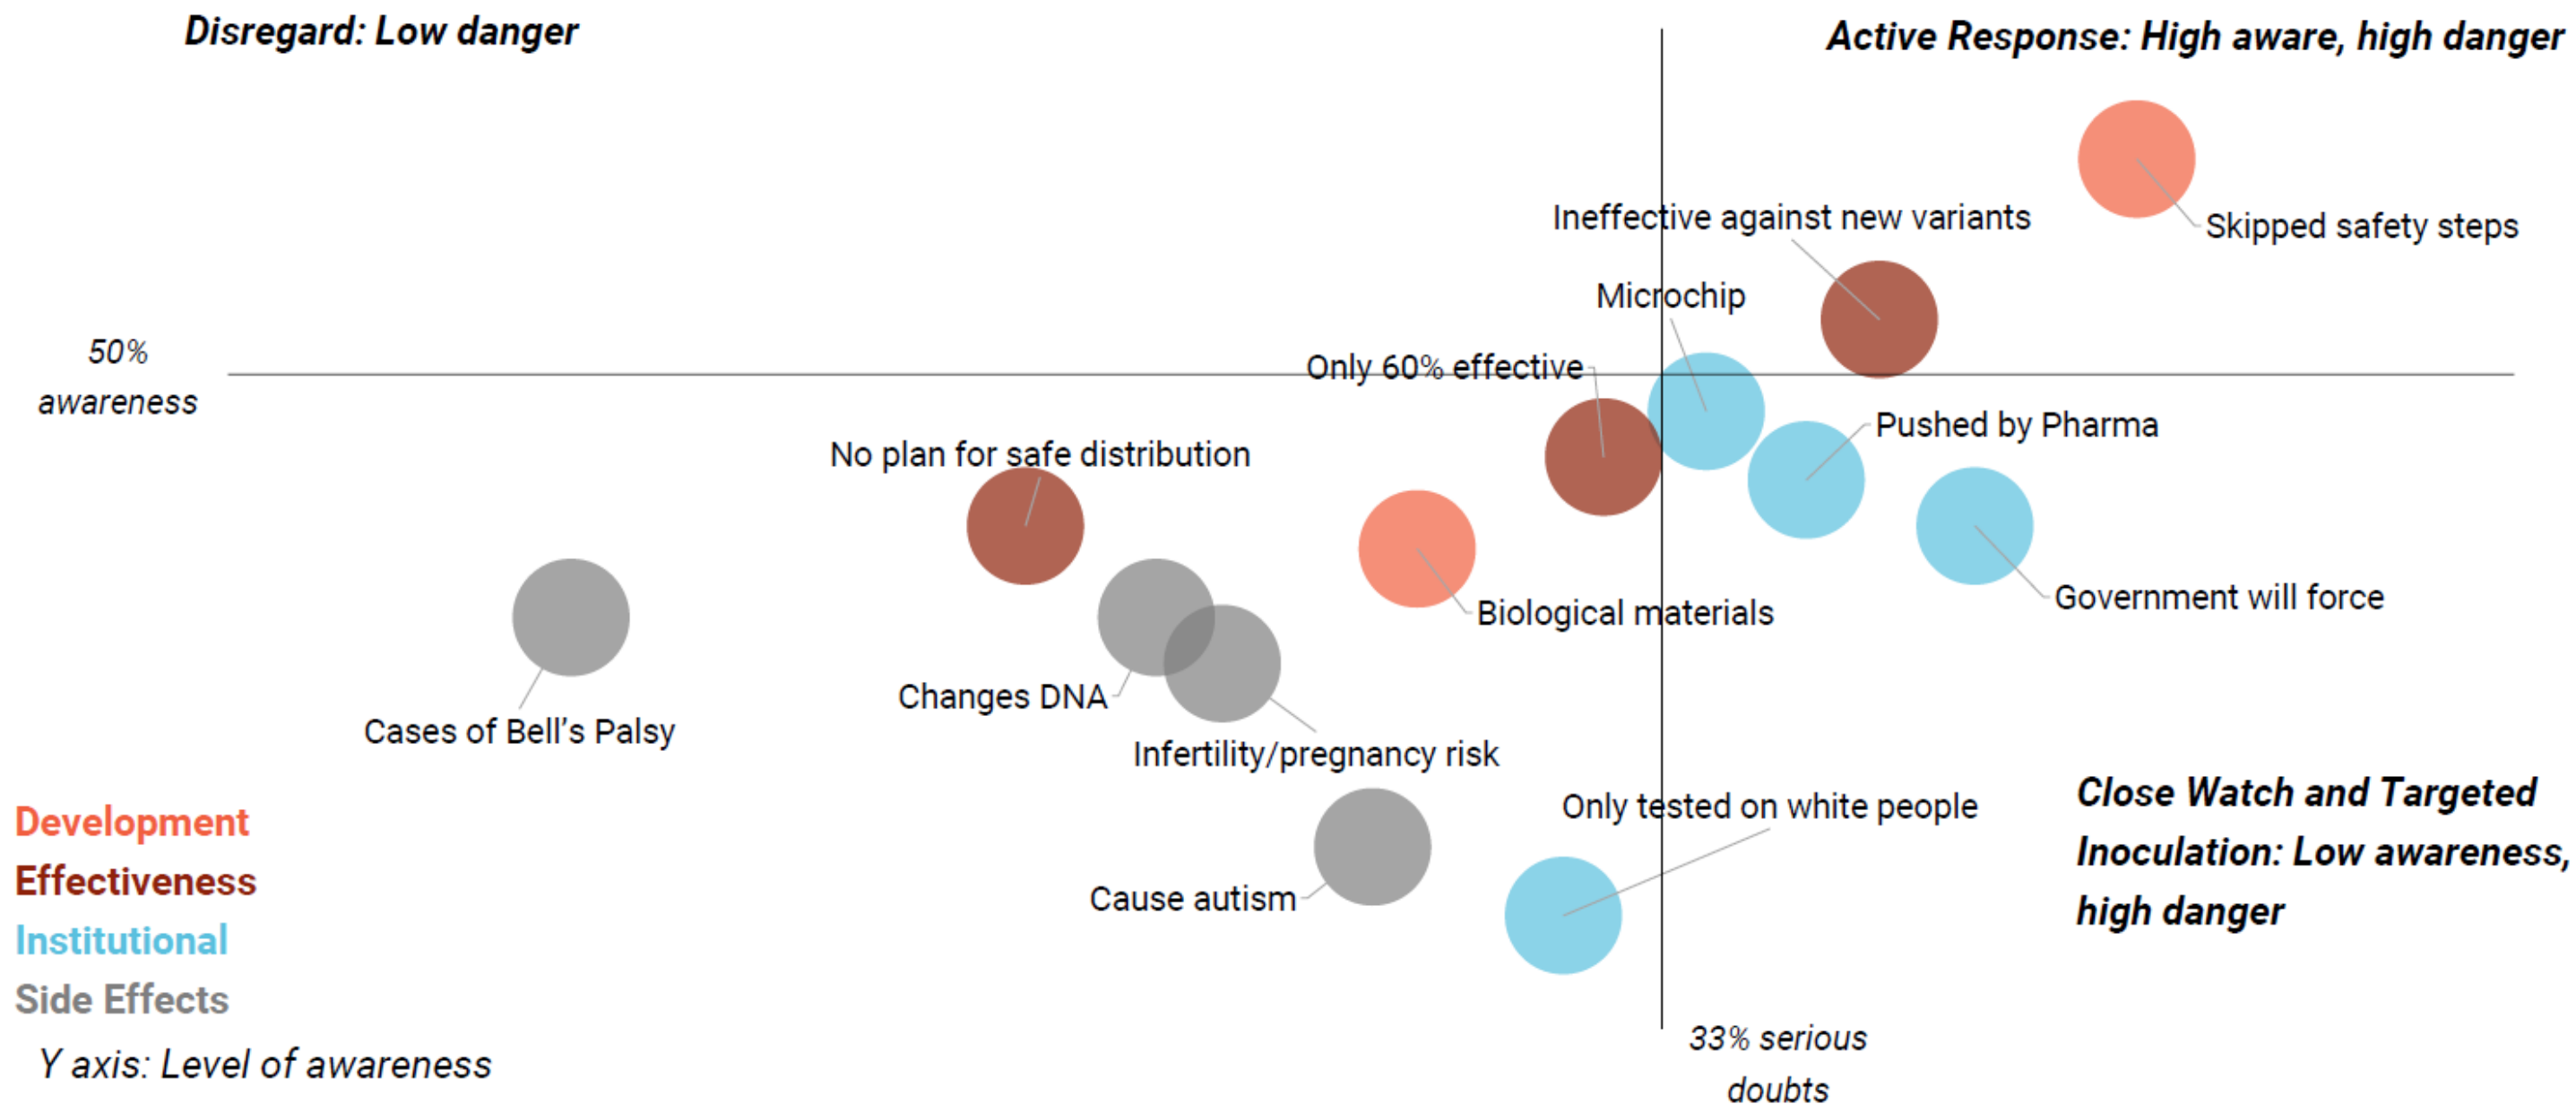 Disregard: Low danger
Active Response: High aware, high danger
Ineffective against new variants
Skipped safety steps
Microchip
50%
awareness
Only 60% effective
Pushed by Pharma
No plan for safe distribution
Government will force
Biological materials
Changes DNA
Cases of Bell’s Palsy
Infertility/pregnancy risk
Only tested on white people
Cause autism
Close Watch and Targeted
Inoculation: Low awareness,
high danger
Development
Effectiveness
Institutional
Side Effects
Y axis: Level of awareness
33% serious
doubts